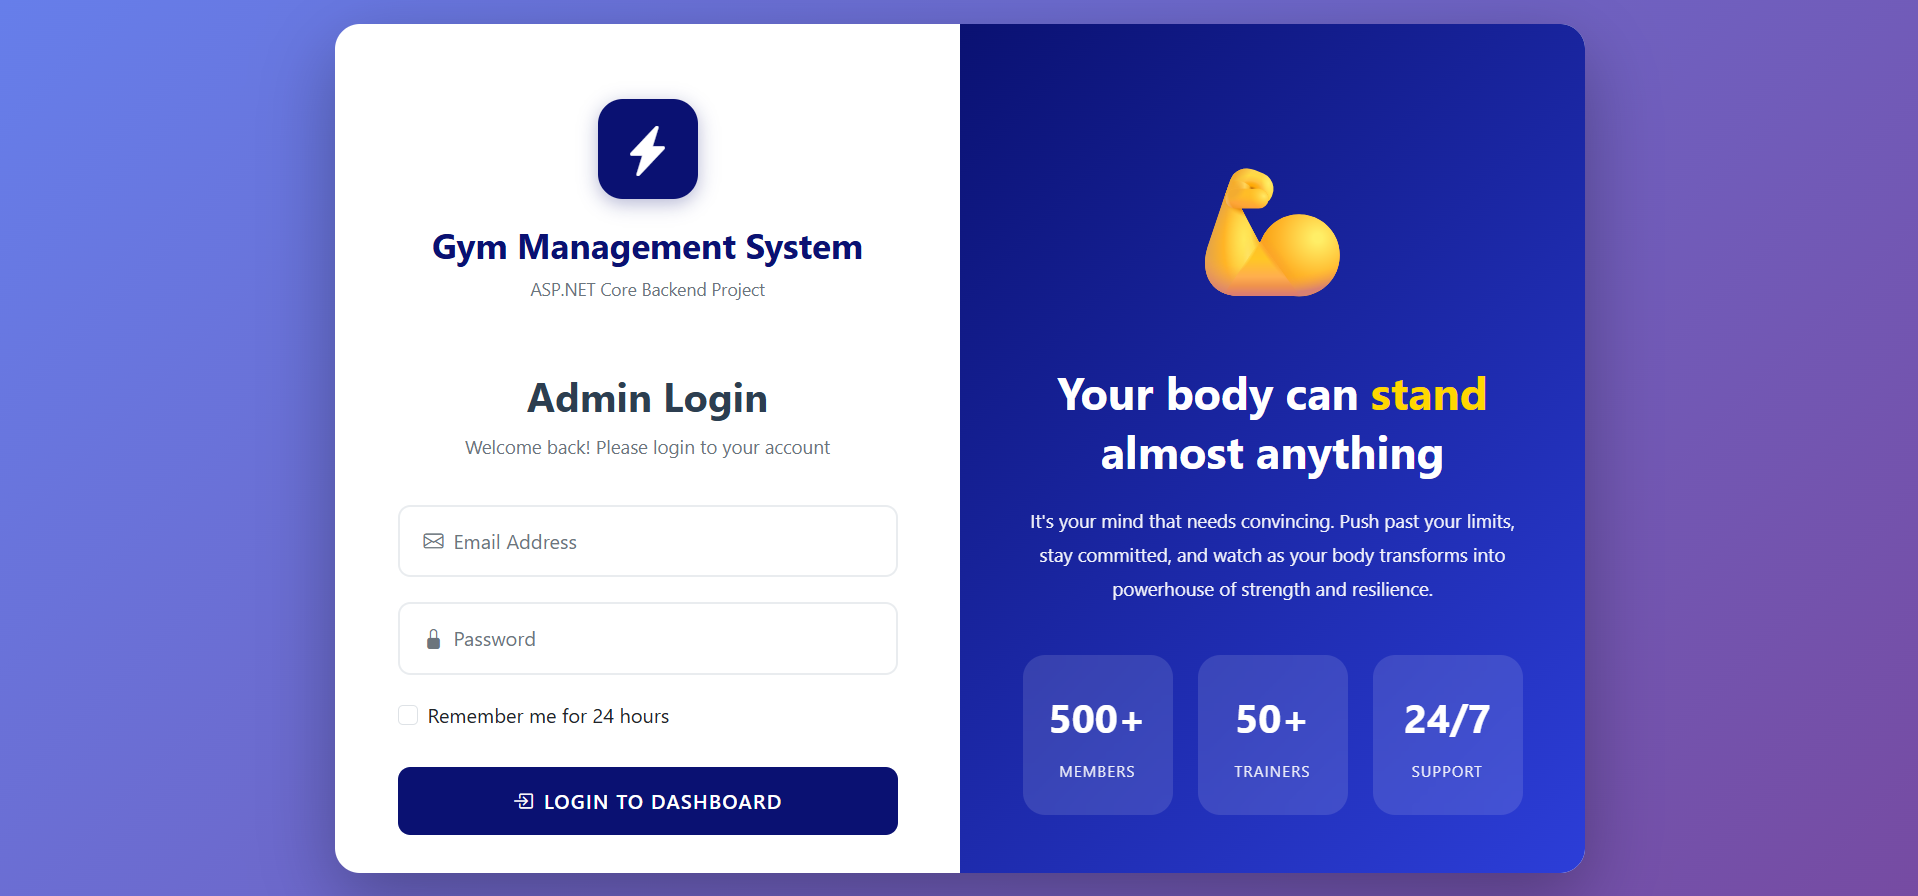 Gym Management System
ASP.NET Core Backend Project
Admin Login
Welcome back! Please login to your account
Email Address
Password
Remember me for 24 hours
LOGIN TO DASHBOARD
Your body can stand
almost anything
It's your mind that needs convincing. Push past your limits,
stay committed, and watch as your body transforms into
powerhouse of strength and resilience.
500+
MEMBERS
50+
TRAINERS
24/7
SUPPORT